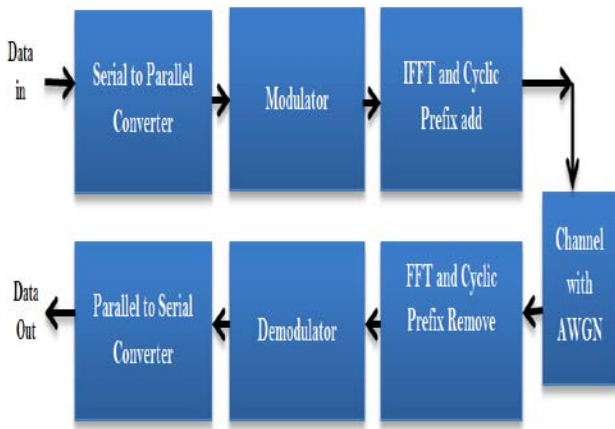 Data
in
Serial to Parallel
Converter
Modulator
IFFT and Cyclic
Prefix add
Channel
with
AWGN
FFT and Cyclic
Prefix Remove
Demodulator
Parallel to Serial
Converter
Data
Out